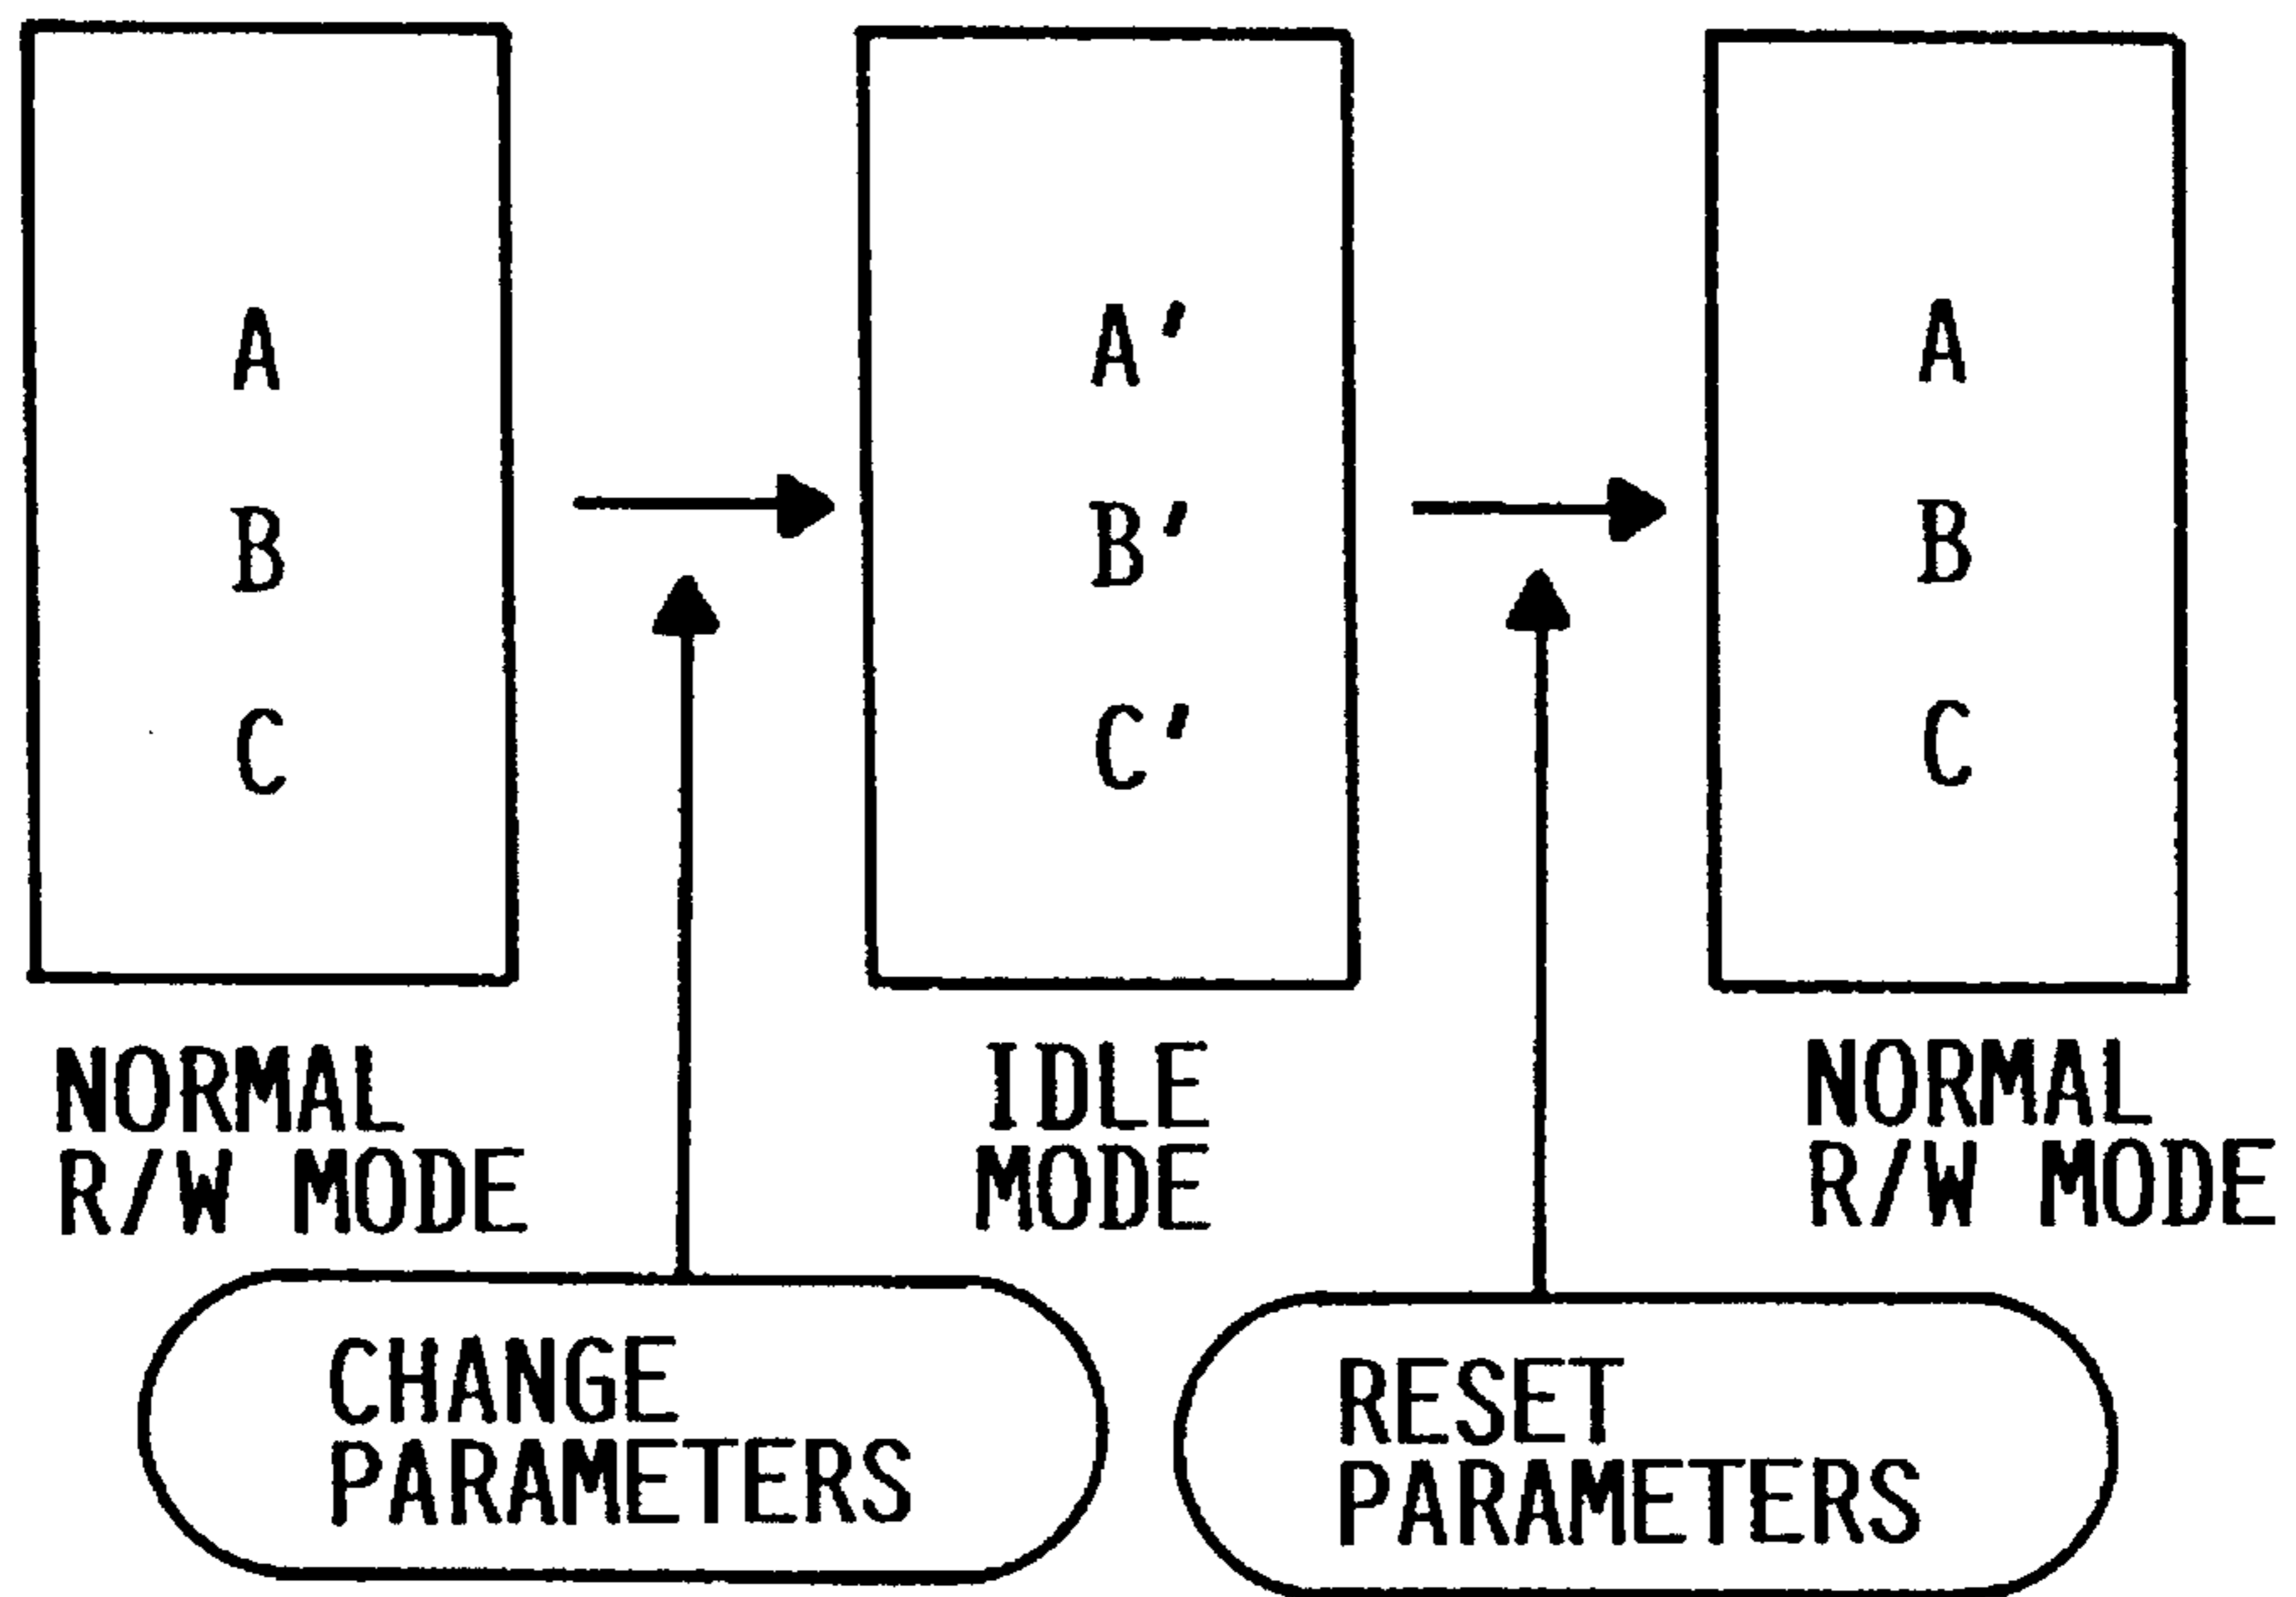 A
B
C
A'
B'
C'
A
B
C
NORMAL
R/W MODE
IDLE
MODE
NORMAL
R/W MODE
CHANGE
PARAMETERS
RESET
PARAMETERS